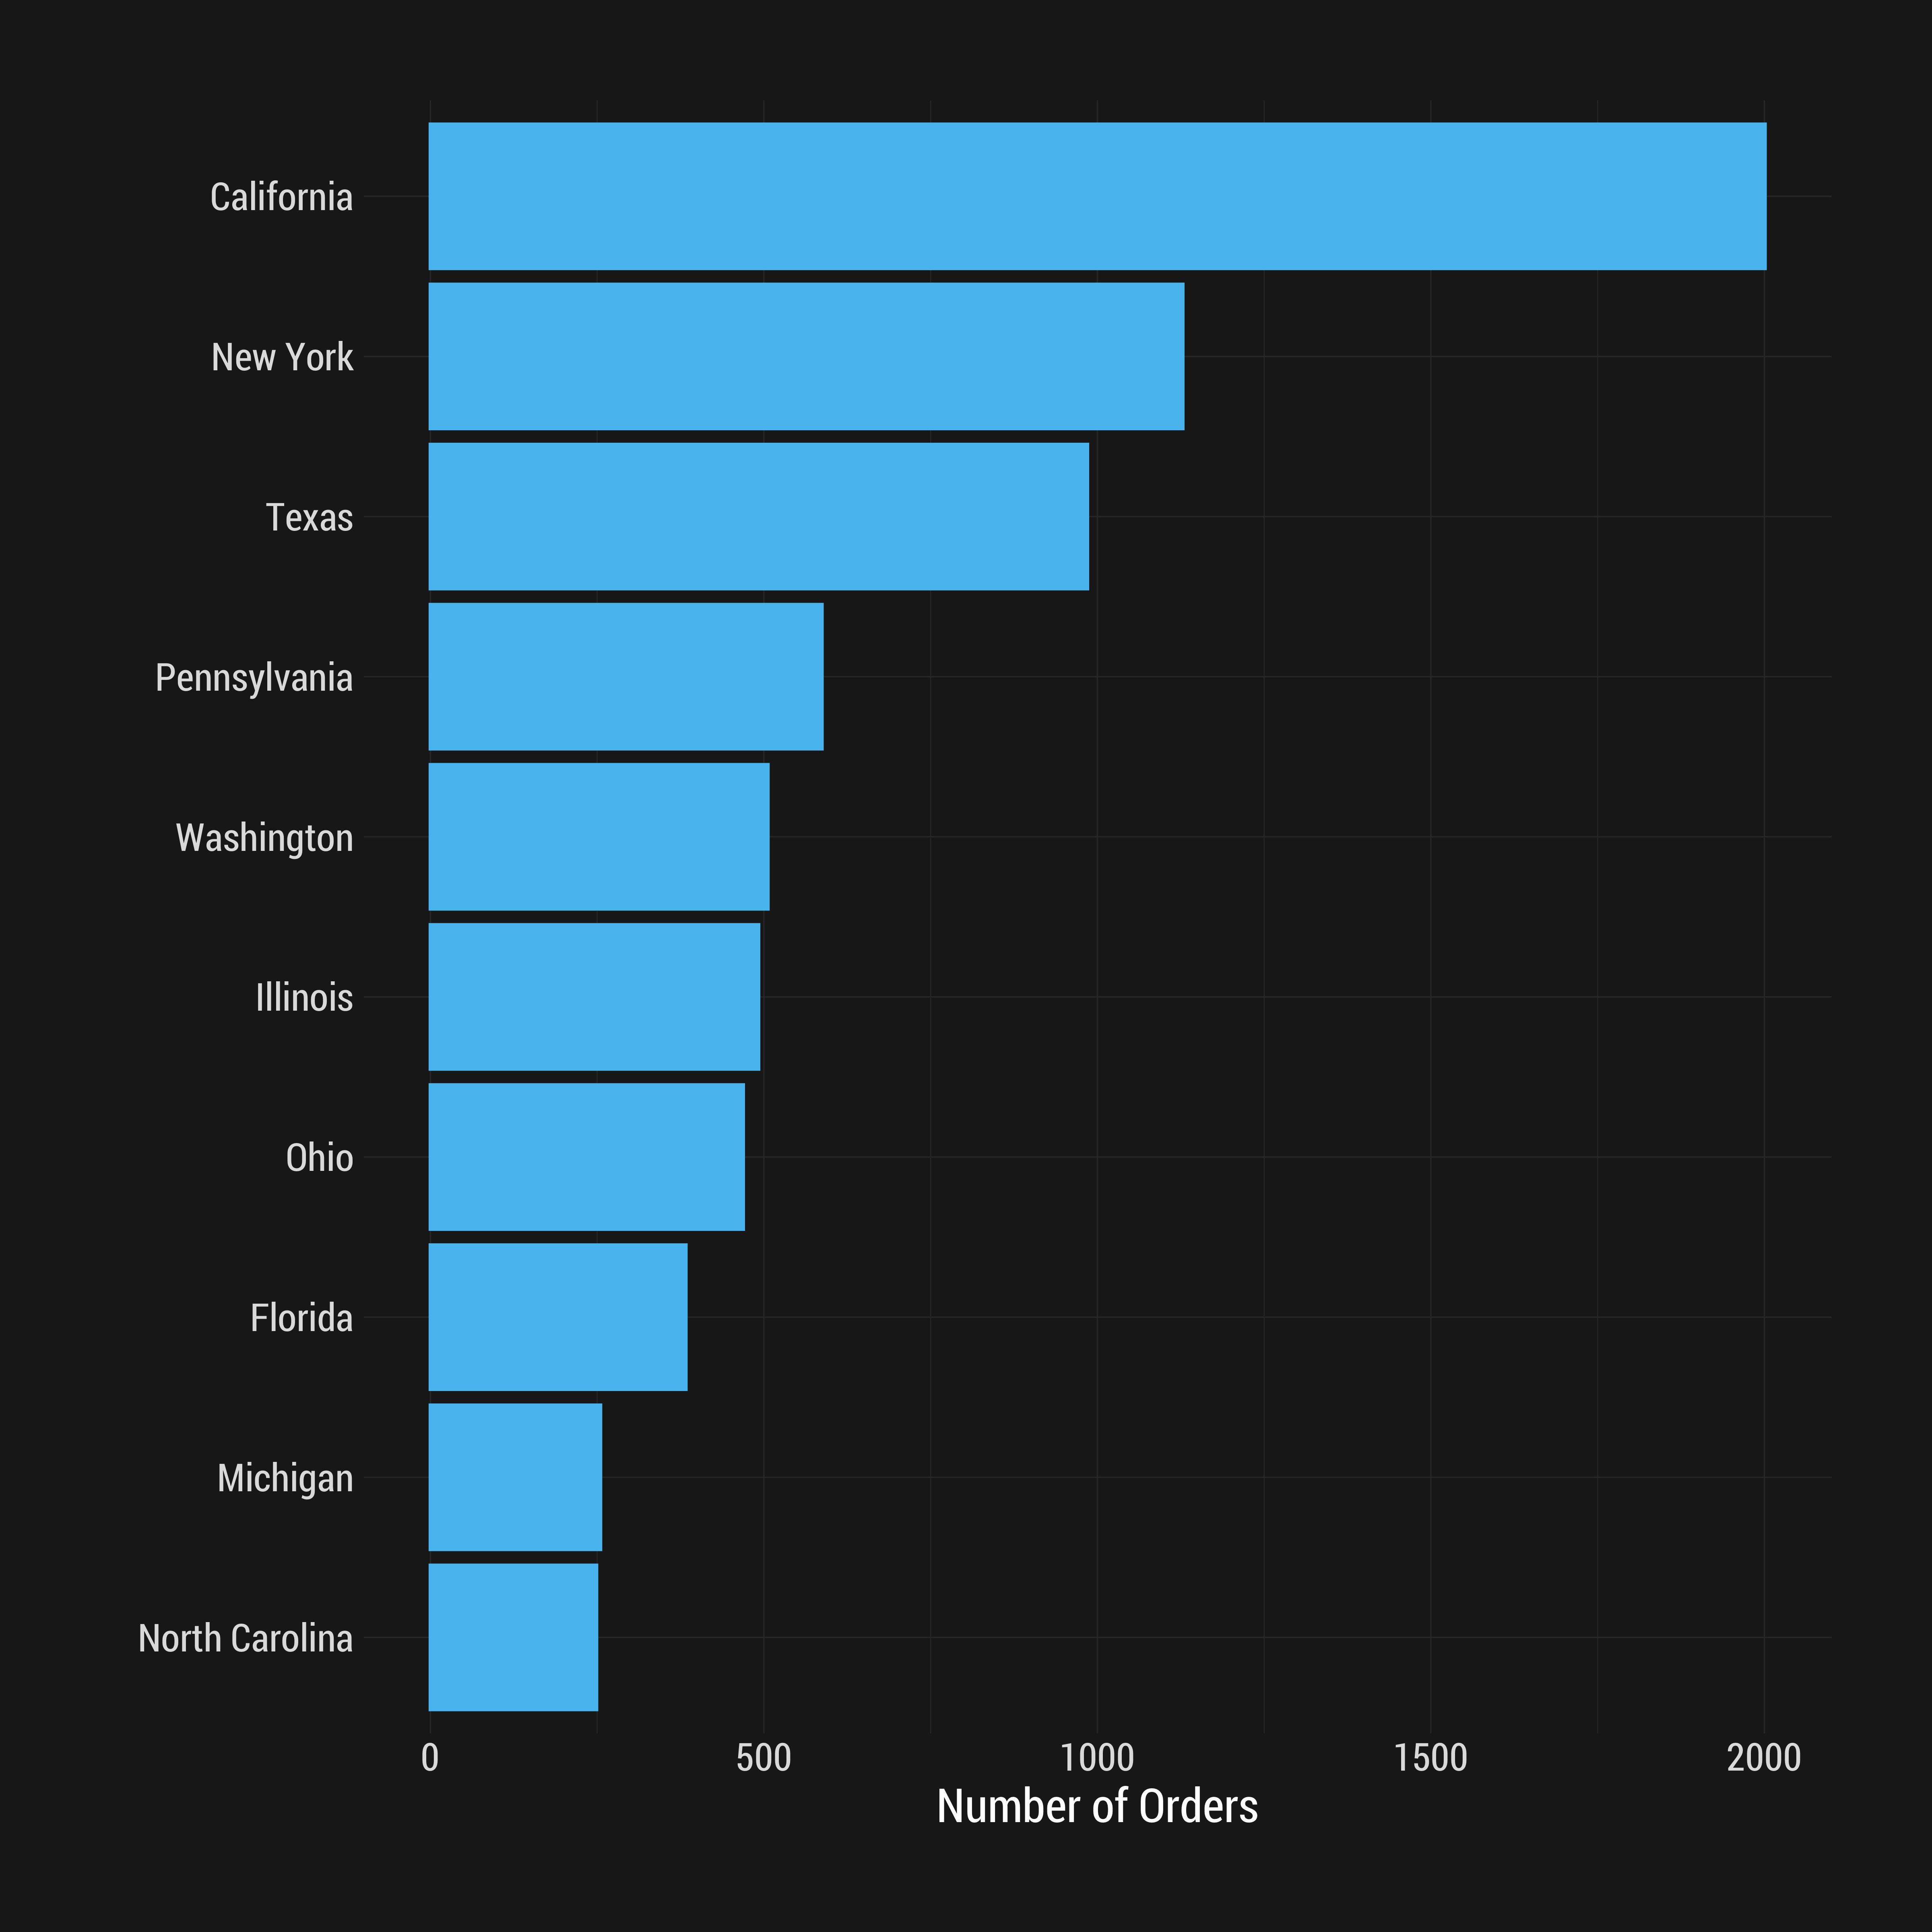 California
New York
Texas
Pennsylvania
Washington
Illinois
Ohio
Florida
Michigan
North Carolina
0 500 1000 1500 2000
Number of Orders